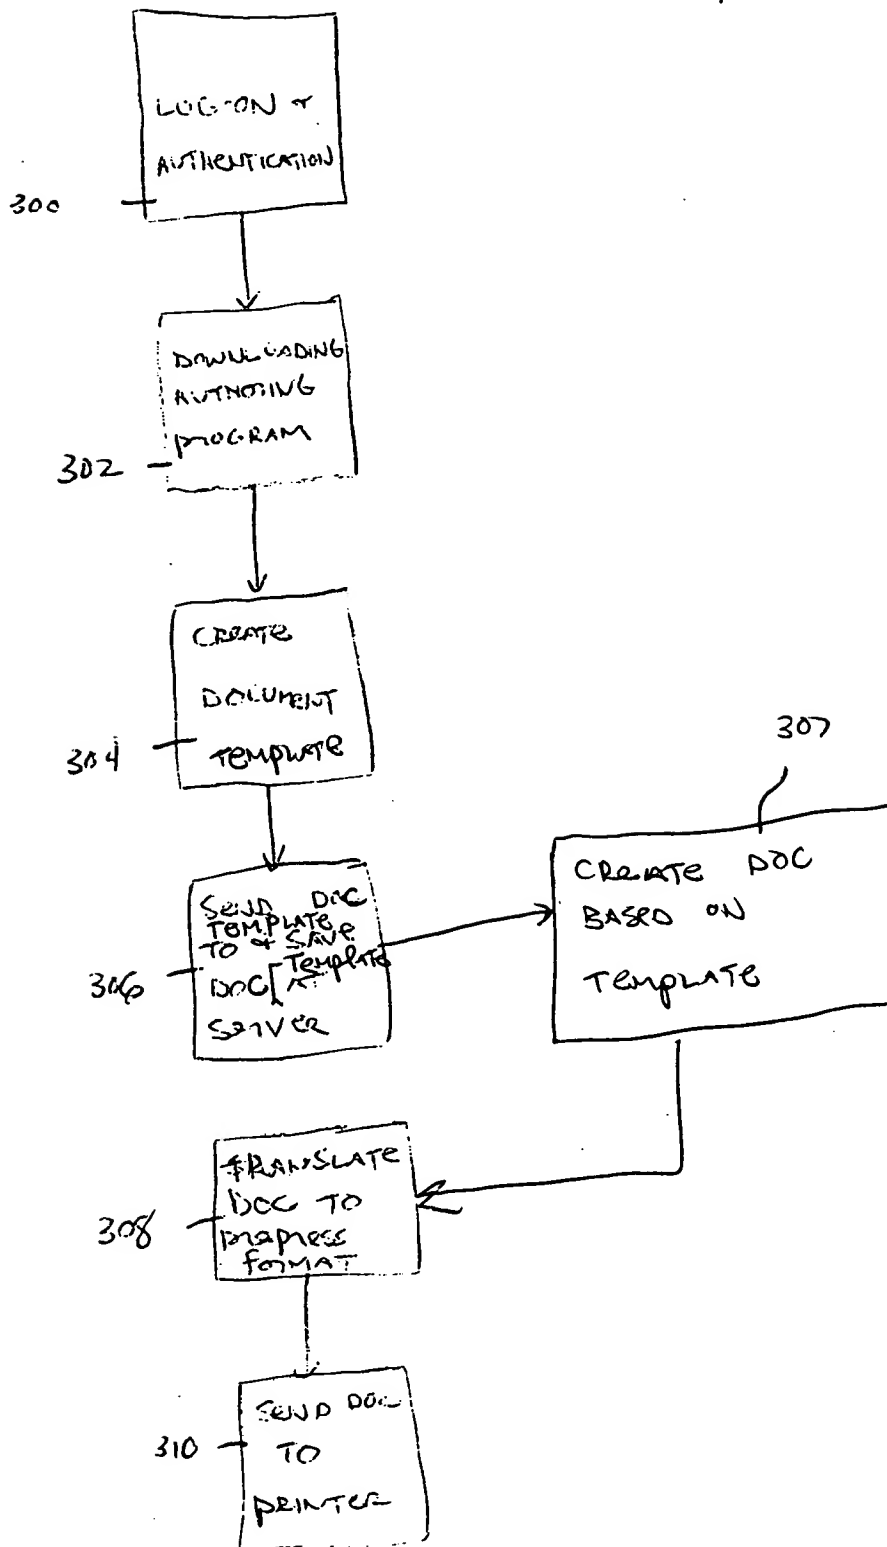 LOG-ON +
AUTHENTICATION
300
DOWNLOADING
AUTHORING
PROGRAM
302
CREATE
DOCUMENT
TEMPLATE
304
307
CREATE DOC
BASED ON
TEMPLATE
SEND DOC
TEMPLATE
TO + SAVE
DOC [Template
AT
SERVER
306
TRANSLATE
DOC TO
prepress
FORMAT
308
SEND DOC
TO
PRINTER
310